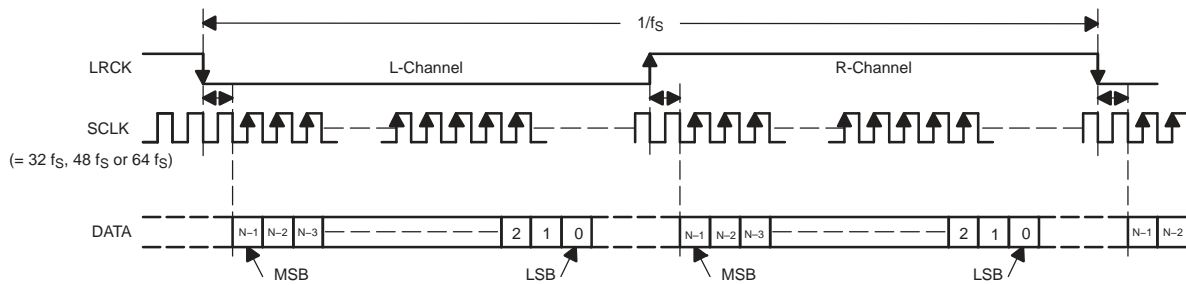 1/fS
LRCK
L-Channel
R-Channel
SCLK
(= 32 fS, 48 fS or 64 fS)
DATA
N–1 N–2 N–3 2 1 0 N–1 N–2 N–3 2 1 0 N–1 N–2
MSB LSB MSB LSB